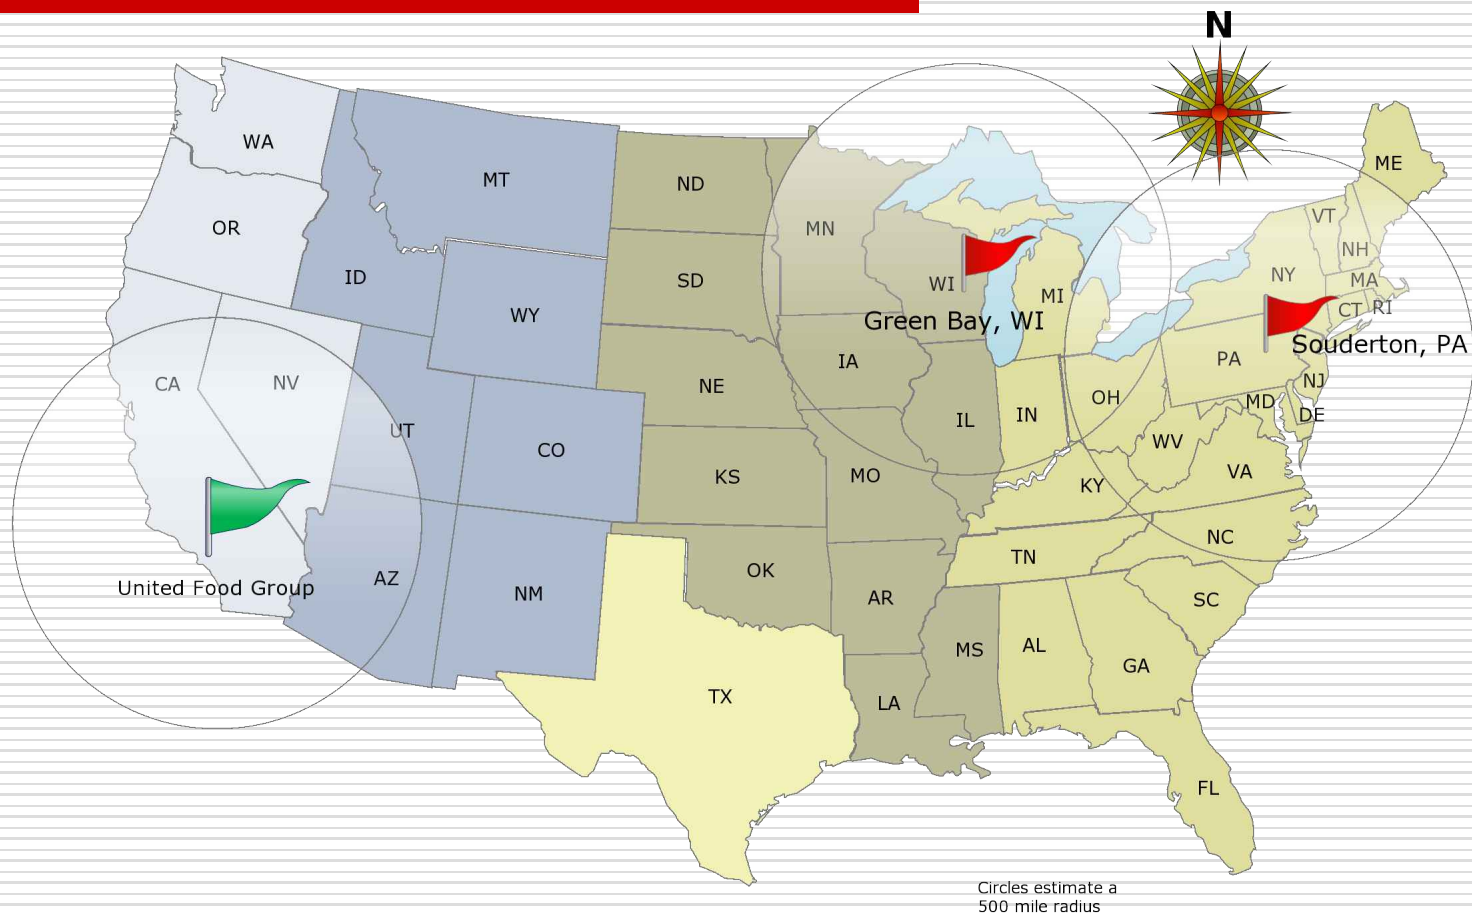 N
ME
WA
MT
ND
VT
OR
MN
NH
NY
ID
SD
WI
MI
MA
WY
Green Bay, WI
CT
RI
Souderton, PA
CA
NV
NE
IA
PA
NJ
OH
MD
DE
UT
CO
KS
MO
IL
IN
WV
VA
KY
NC
AZ
NM
OK
AR
TN
SC
United Food Group
MS
AL
GA
TX
LA
FL
Circles estimate a
500 mile radius